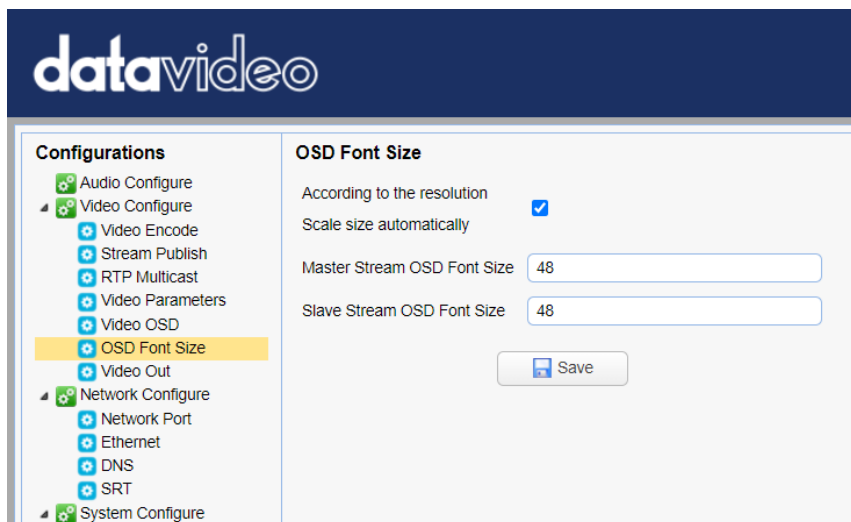 datavideo
Configurations
Audio Configure
Video Configure
Video Encode
Stream Publish
RTP Multicast
Video Parameters
Video OSD
OSD Font Size
Video Out
Network Configure
Network Port
Ethernet
DNS
SRT
System Configure
OSD Font Size
According to the resolution
Scale size automatically
Master Stream OSD Font Size 48
Slave Stream OSD Font Size 48
Save